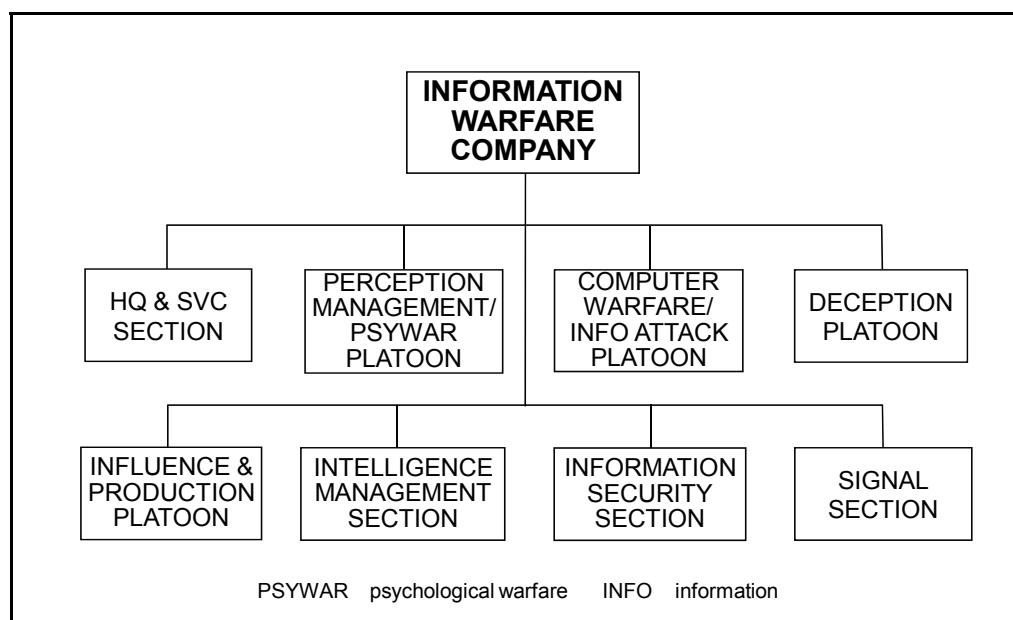 INFORMATION
WARFARE
COMPANY
HQ & SVC
SECTION
PERCEPTION
MANAGEMENT/
PSYWAR
PLATOON
COMPUTER
WARFARE/
INFO ATTACK
PLATOON
DECEPTION
PLATOON
INFLUENCE &
PRODUCTION
PLATOON
INTELLIGENCE
MANAGEMENT
SECTION
INFORMATION
SECURITY
SECTION
SIGNAL
SECTION
PSYWAR psychological warfare INFO information